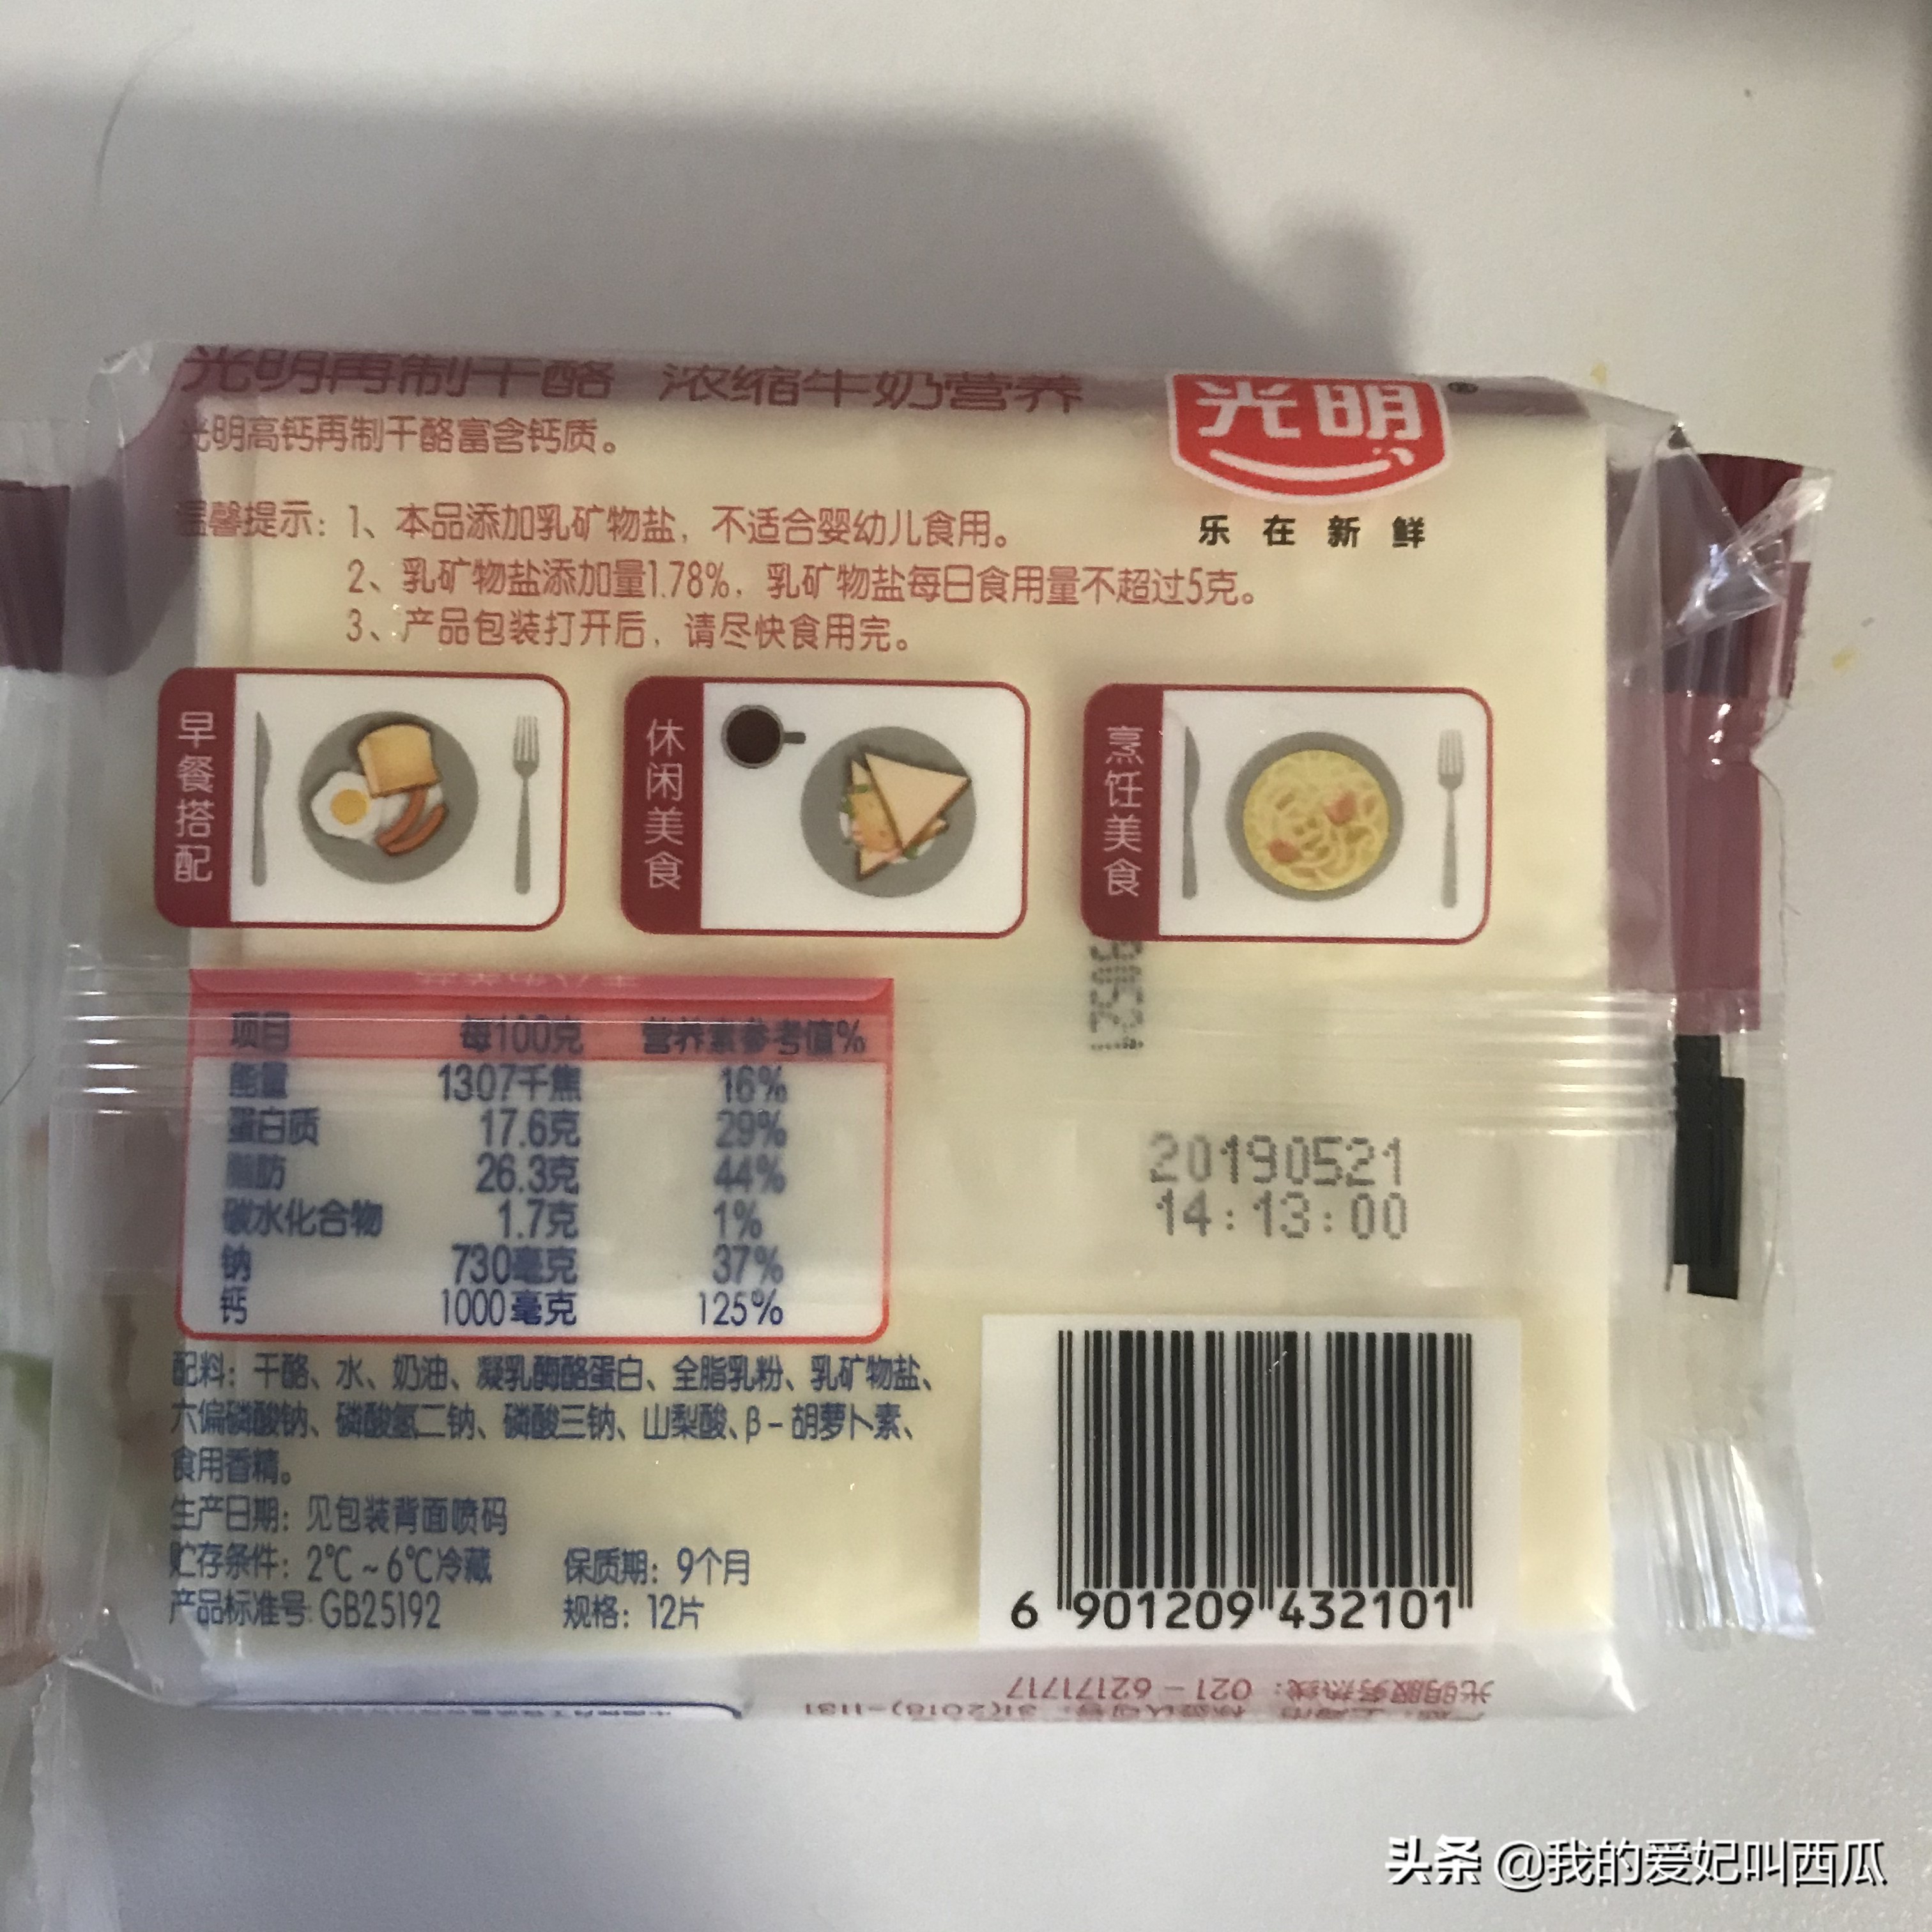 光明再制干酪 浓缩牛奶营养
光明
光明高钙再制干酪富含钙质。
乐在新鲜
温馨提示：1、本品添加乳矿物盐，不适合婴幼儿食用。
2、乳矿物盐添加量1.78%，乳矿物盐每日食用量不超过5克。
3、产品包装打开后，请尽快食用完。
早餐搭配
休闲美食
烹饪美食
项目 每100克 营养素参考值%
能量 1307千焦 16%
蛋白质 17.6克 29%
脂肪 26.3克 44%
碳水化合物 1.7克 1%
钠 730毫克 37%
钙 1000毫克 125%
20190521
14:13:00
配料：干酪、水、奶油、凝乳酶酪蛋白、全脂乳粉、乳矿物盐、
六偏磷酸钠、磷酸氢二钠、磷酸三钠、山梨酸、β-胡萝卜素、
食用香精。
生产日期：见包装背面喷码
贮存条件：2℃~6℃冷藏 保质期：9个月
产品标准号:GB25192 规格：12片
6 901209 432101
光明服务热线：021-62171717
头条 @我的爱妃叫西瓜